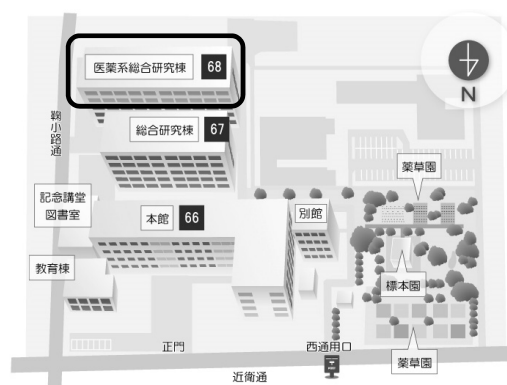 医薬系総合研究棟 68
N
鞠小路通
総合研究棟 67
薬草園
記念講堂
図書室
本館 66
別館
教育棟
標本園
正門
西通用口
薬草園
近衛通